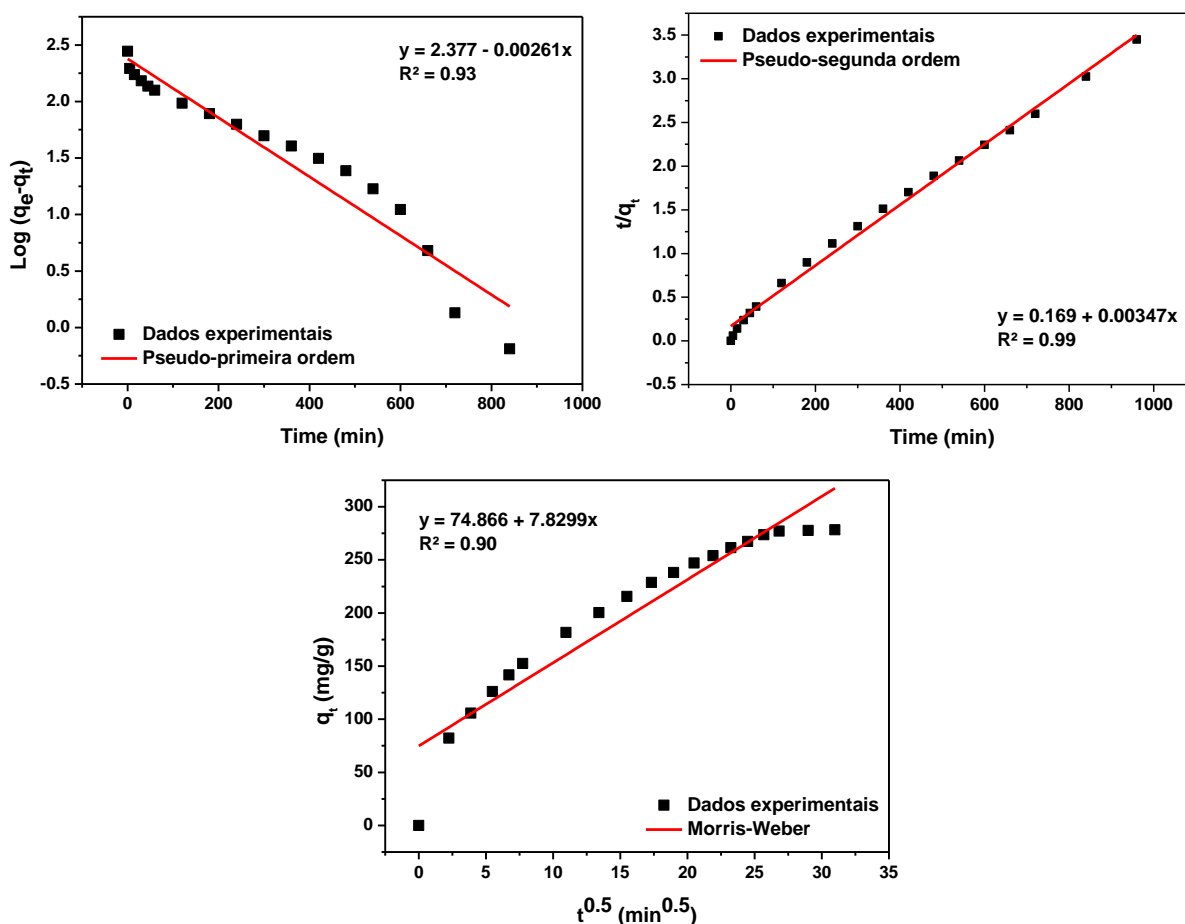 y = 2.377 - 0.00261x
R² = 0.93
2.5
2.0
1.5
1.0
0.5
0.0
-0.5
Log (qₑ-qₜ)
Dados experimentais
Pseudo-primeira ordem
0 200 400 600 800 1000
Time (min)
Dados experimentais
Pseudo-segunda ordem
3.5
3.0
2.5
2.0
1.5
1.0
0.5
0.0
-0.5
t/qₜ
y = 0.169 + 0.00347x
R² = 0.99
0 200 400 600 800 1000
Time (min)
y = 74.866 + 7.8299x
R² = 0.90
300
250
200
150
100
50
0
qₜ (mg/g)
Dados experimentais
Morris-Weber
0 5 10 15 20 25 30 35
t⁰·⁵ (min⁰·⁵)